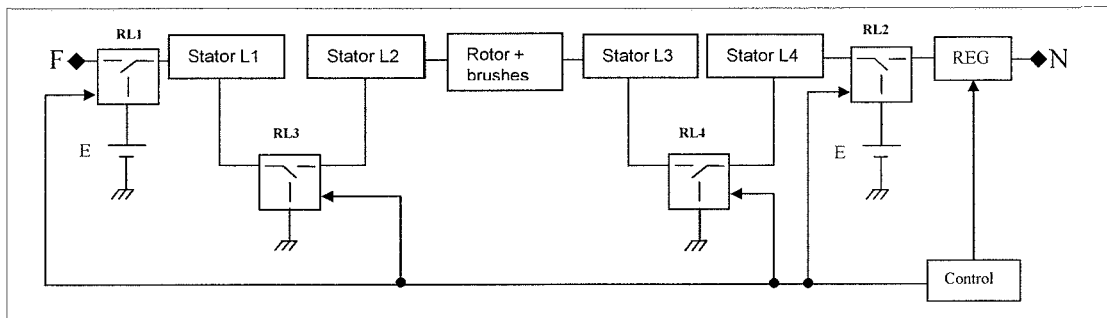 RL1
RL2
F
Stator L1
Stator L2
Rotor +
brushes
Stator L3
Stator L4
REG
N
RL3
RL4
E
E
Control